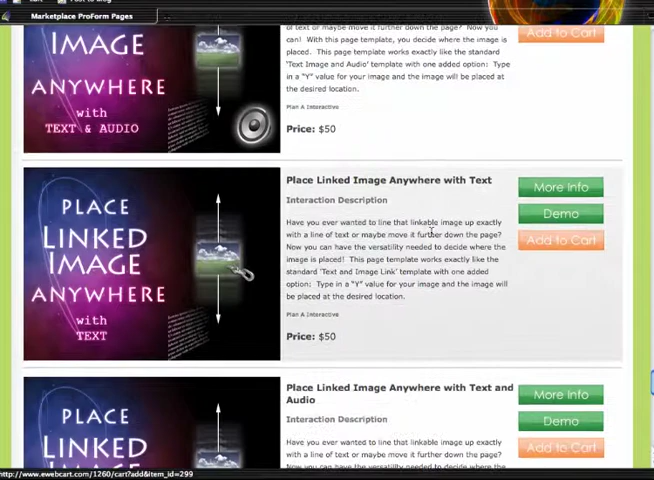 Marketplace ProForm Pages
IMAGE
ANYWHERE
with
TEXT & AUDIO
of text or maybe move it further down the page? Now you
can! With this page template, you decide where the image is
placed. This page template works exactly like the standard
'Text Image and Audio' template with one added option: Type
in a "Y" value for your image and the image will be placed at
the desired location.
Plan A Interactive
Price: $50
Add to Cart
PLACE
LINKED
IMAGE
ANYWHERE
with
TEXT
Place Linked Image Anywhere with Text
Interaction Description
Have you ever wanted to line that linkable image up exactly
with a line of text or maybe move it further down the page?
Now you can have the versatility needed to decide where the
image is placed! This page template works exactly like the
standard 'Text and Image Link' template with one added
option: Type in a "Y" value for your image and the image will
be placed at the desired location.
Plan A Interactive
Price: $50
More Info
Demo
Add to Cart
PLACE
LINKED
Place Linked Image Anywhere with Text and
Audio
Interaction Description
Have you ever wanted to line that linkable image up exactly
with a line of text or maybe move it further down the page?
More Info
Demo
Add to Cart
http://www.ewebcart.com/1260/cart?add&item_id=299